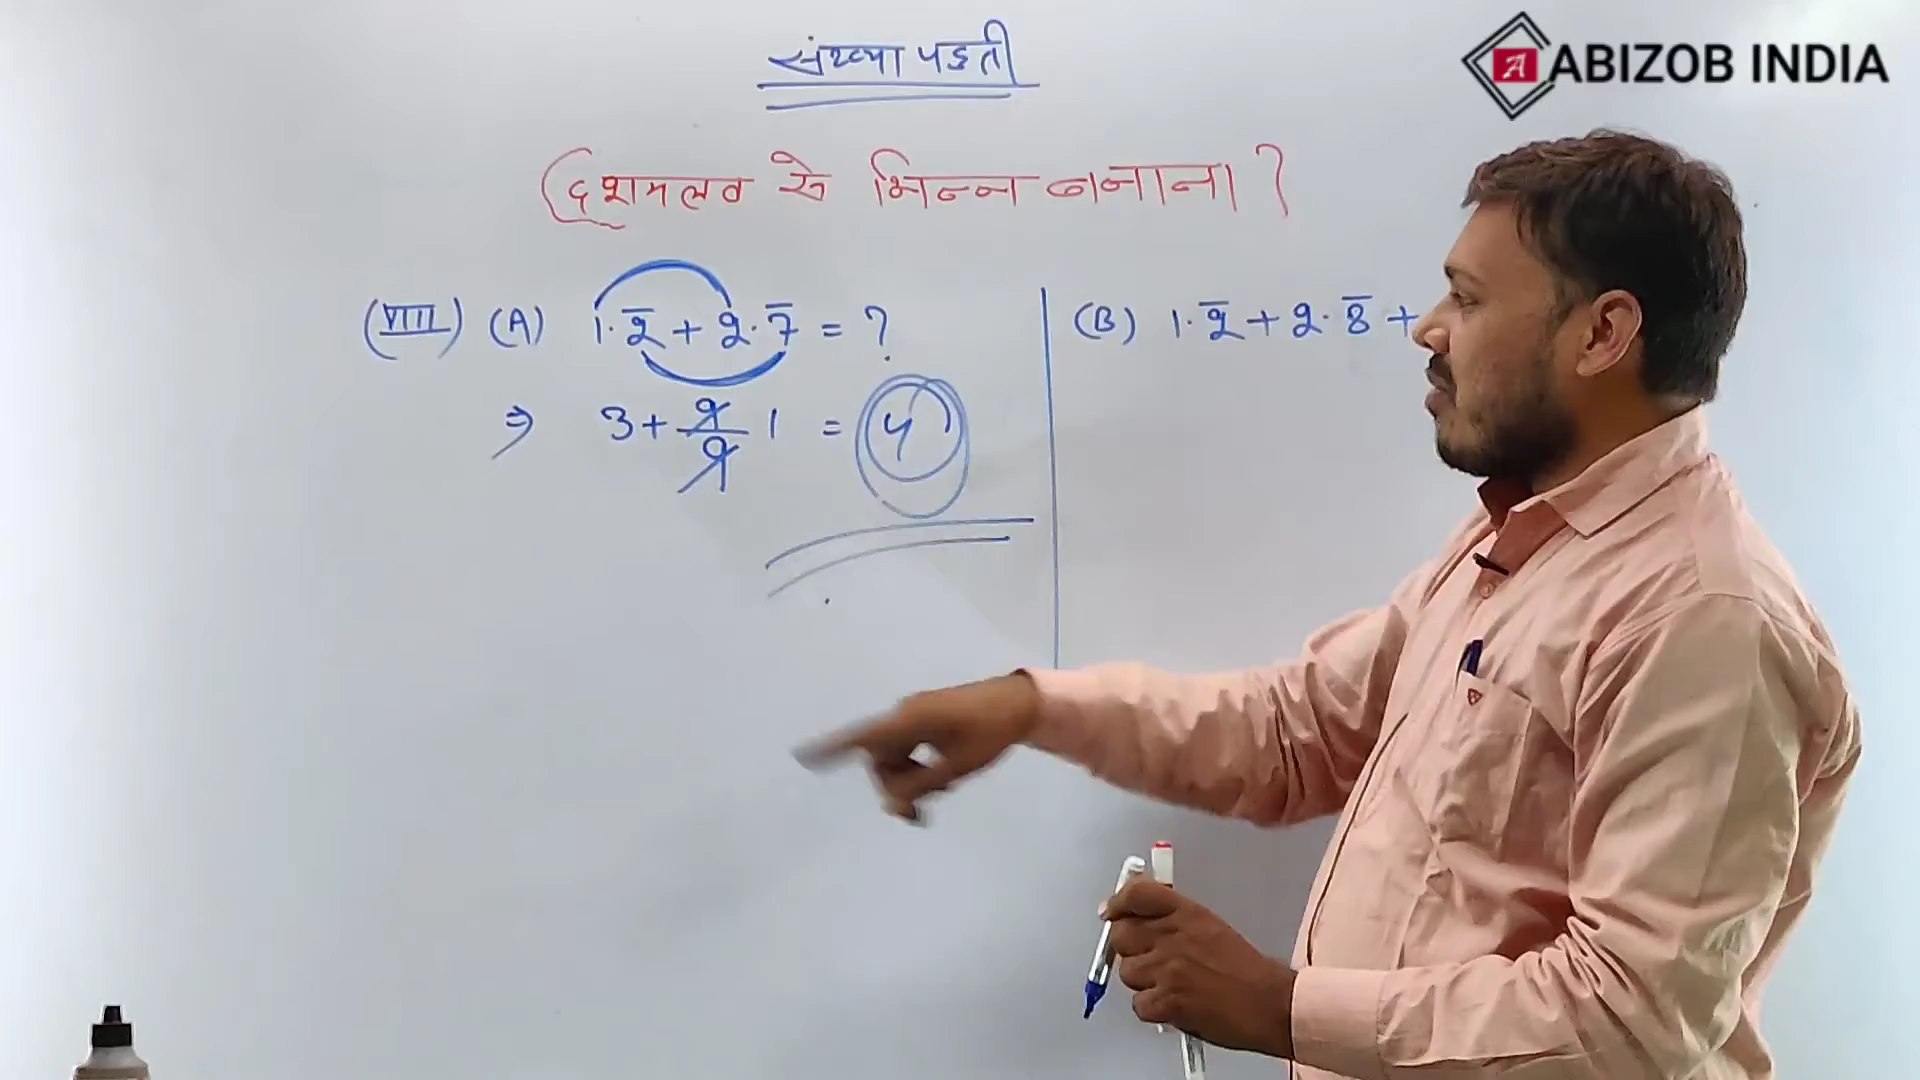 ABIZOB INDIA
संख्या पद्धती
(दशमलव से भिन्न बनाना?
(VIII) (A) 1.2̅ + 2.7̅ = ?
⇒ 3 + 9/9 1 = 4
(B) 1.2̅ + 2.8̅ +